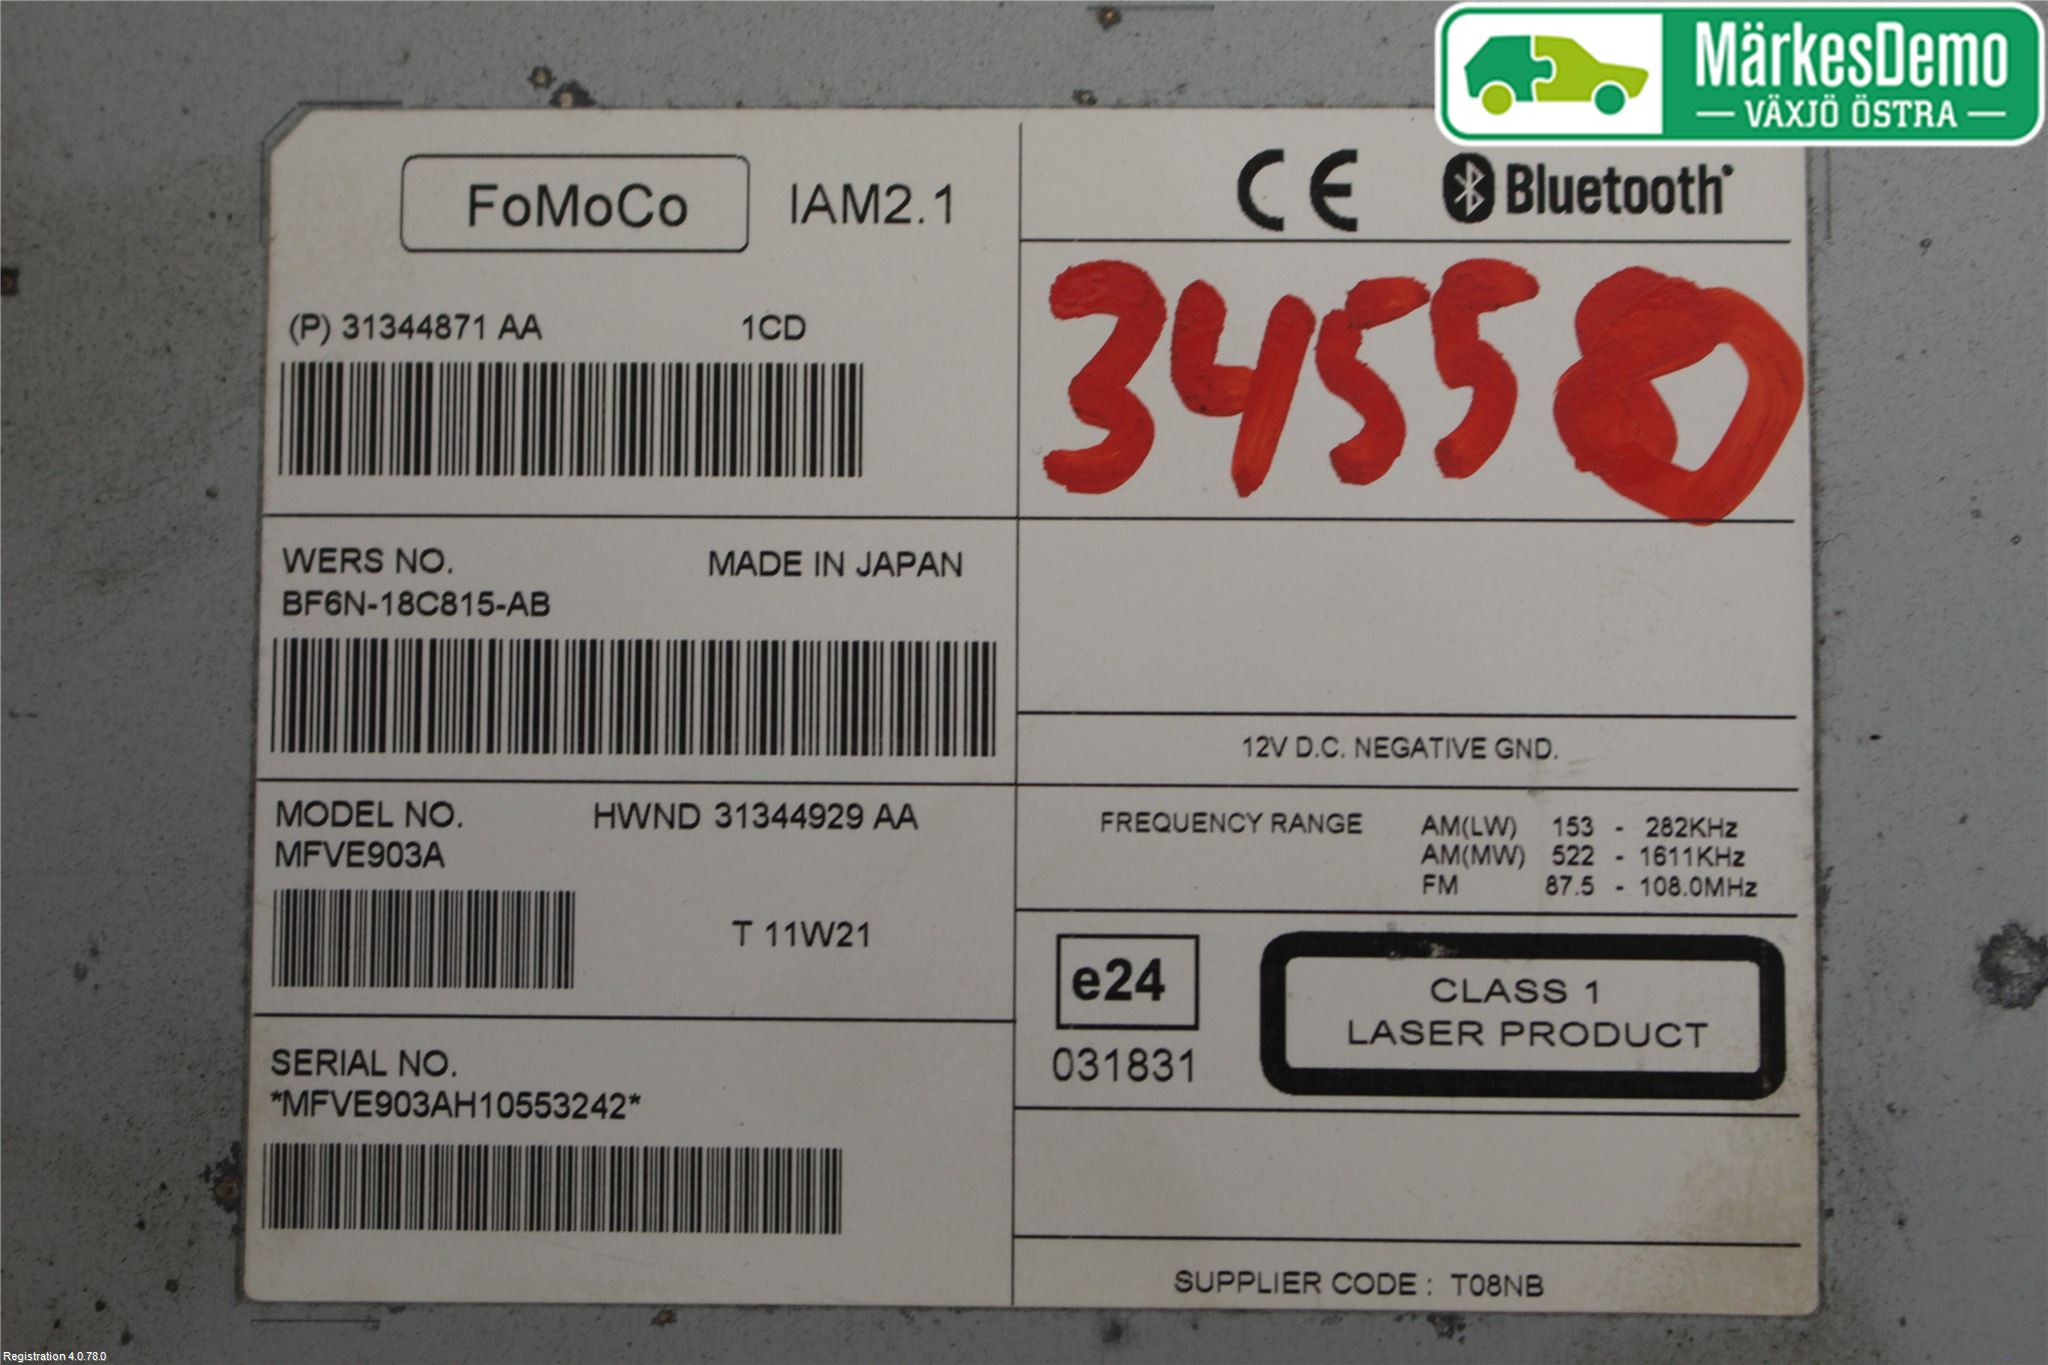 MärkesDemo
VÄXJÖ ÖSTRA
FoMoCo IAM2.1
CE Bluetooth
(P) 31344871 AA 1CD
34550
WERS NO. MADE IN JAPAN
BF6N-18C815-AB
12V D.C. NEGATIVE GND.
MODEL NO. HWND 31344929 AA
MFVE903A
T 11W21
FREQUENCY RANGE AM(LW) 153 - 282KHz
AM(MW) 522 - 1611KHz
FM 87.5 - 108.0MHz
e24
031831
CLASS 1
LASER PRODUCT
SERIAL NO.
*MFVE903AH10553242*
SUPPLIER CODE : T08NB
Registration 4.0.78.0